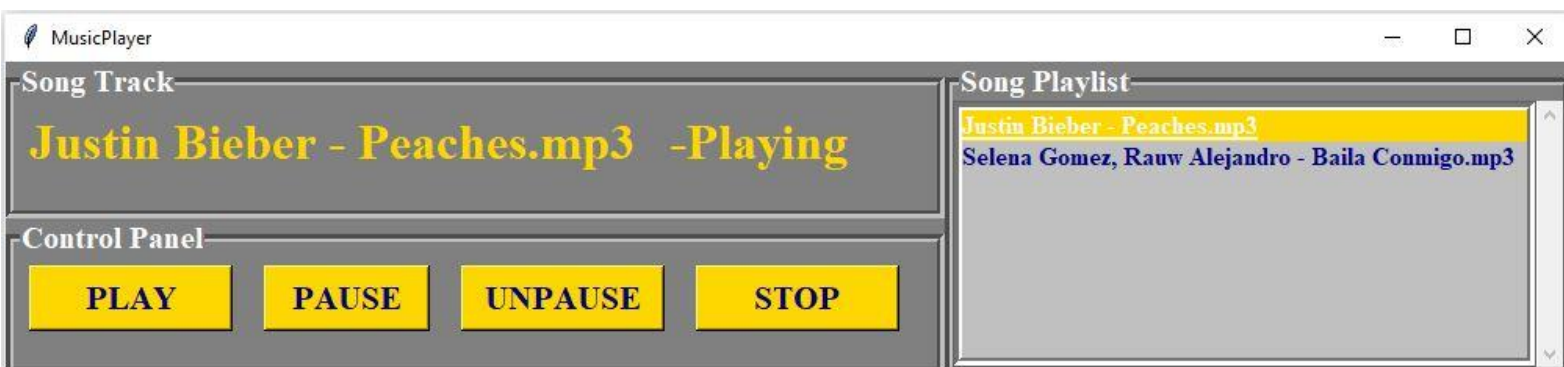 MusicPlayer
Song Track
Justin Bieber - Peaches.mp3 -Playing
Control Panel
PLAY PAUSE UNPAUSE STOP
Song Playlist
Justin Bieber - Peaches.mp3
Selena Gomez, Rauw Alejandro - Baila Conmigo.mp3